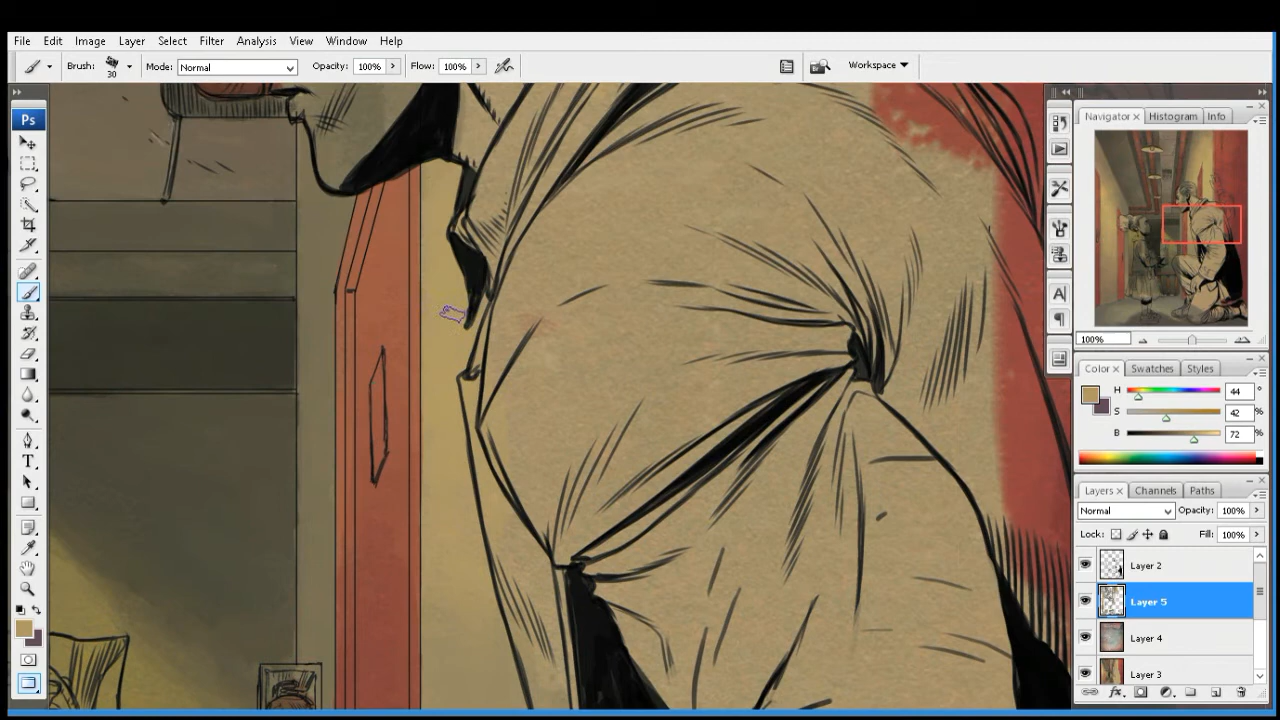 File Edit Image Layer Select Filter Analysis View Window Help
Brush: 30 Mode: Normal Opacity: 100% Flow: 100% Workspace
Ps
Navigator × Histogram Info
100%
Color × Swatches Styles
H 44 °
S 42 %
B 72 %
Layers × Channels Paths
Normal Opacity: 100%
Lock: Fill: 100%
Layer 2
Layer 5
Layer 4
Layer 3